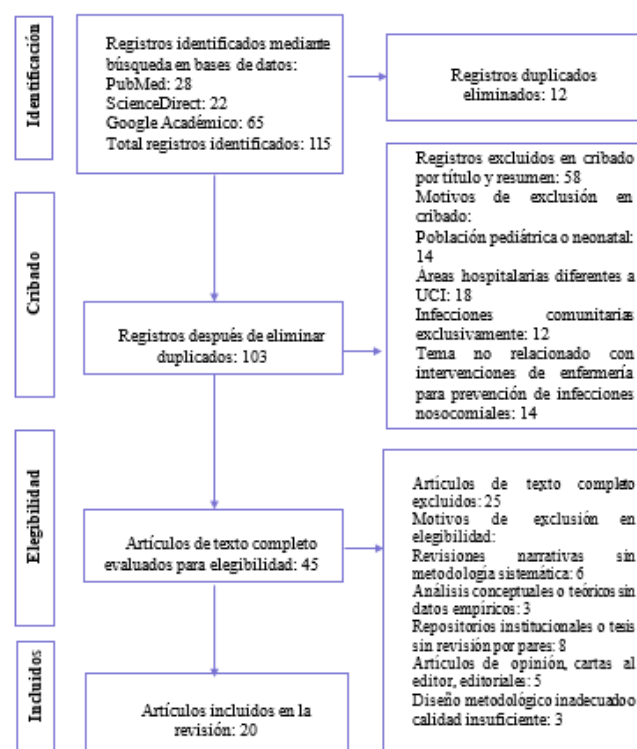 Identificación
Registros identificados mediante
búsqueda en bases de datos:
PubMed: 28
ScienceDirect: 22
Google Académico: 65
Total registros identificados: 115
Registros duplicados
eliminados: 12
Cribado
Registros después de eliminar
duplicados: 103
Registros excluidos en cribado
por título y resumen: 58
Motivos de exclusión en
cribado:
Población pediátrica o neonatal:
14
Áreas hospitalarias diferentes a
UCI: 18
Infecciones comunitarias
exclusivamente: 12
Tema no relacionado con
intervenciones de enfermería
para prevención de infecciones
nosocomiales: 14
Elegibilidad
Artículos de texto completo
evaluados para elegibilidad: 45
Artículos de texto completo
excluidos: 25
Motivos de exclusión en
elegibilidad:
Revisiones narrativas sin
metodología sistemática: 6
Análisis conceptuales o teóricos sin
datos empíricos: 3
Repositorios institucionales o tesis
sin revisión por pares: 8
Artículos de opinión, cartas al
editor, editoriales: 5
Diseño metodológico inadecuado o
calidad insuficiente: 3
Incluidos
Artículos incluidos en la
revisión: 20